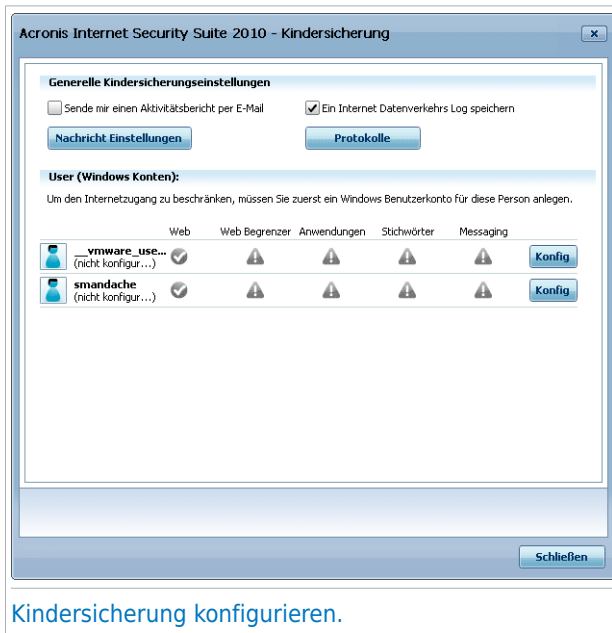 Acronis Internet Security Suite 2010 - Kindersicherung
Generelle Kindersicherungseinstellungen
Sende mir einen Aktivitätsbericht per E-Mail
Ein Internet Datenverkehrs Log speichern
Nachricht Einstellungen
Protokolle
User (Windows Konten):
Um den Internetzugang zu beschränken, müssen Sie zuerst ein Windows Benutzerkonto für diese Person anlegen.
Web Web Begrenzer Anwendungen Stichwörter Messaging
__vmware_use...
(nicht konfigur...)
Konfig
smandache
(nicht konfigur...)
Konfig
Schließen
Kindersicherung konfigurieren.